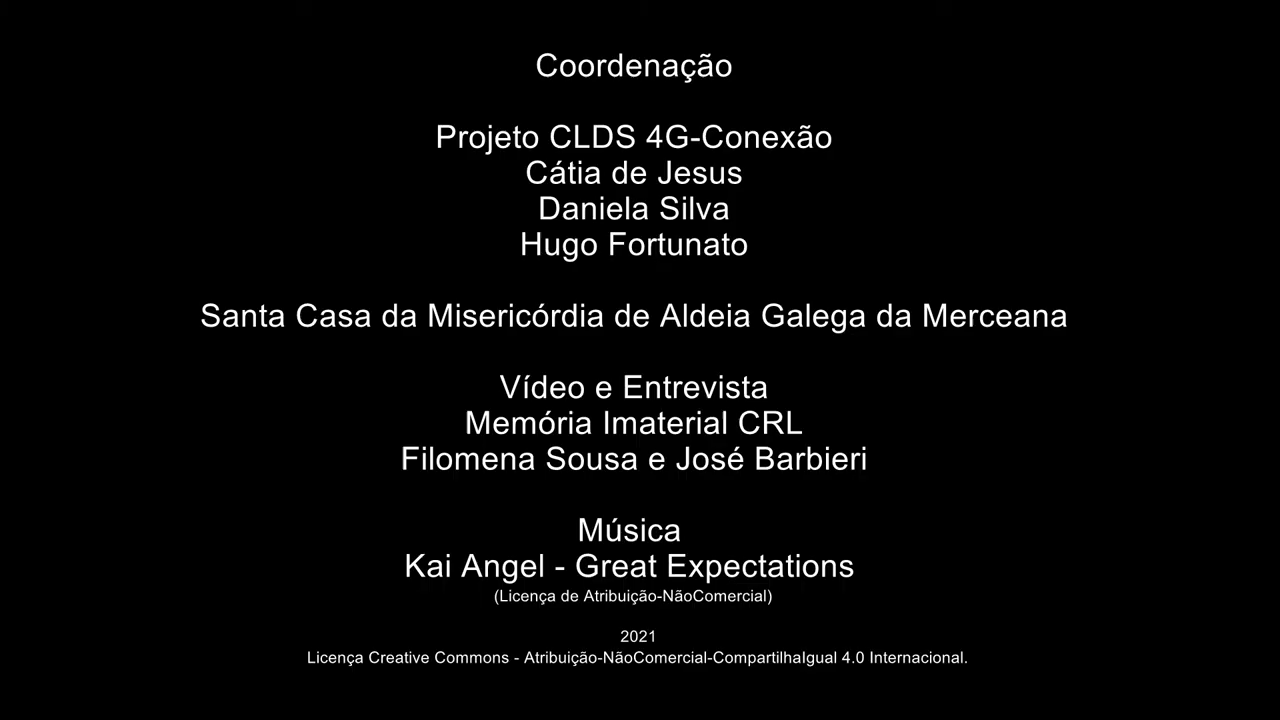 Coordenação
Projeto CLDS 4G-Conexão
Cátia de Jesus
Daniela Silva
Hugo Fortunato
Santa Casa da Misericórdia de Aldeia Galega da Merceana
Vídeo e Entrevista
Memória Imaterial CRL
Filomena Sousa e José Barbieri
Música
Kai Angel - Great Expectations
(Licença de Atribuição-NãoComercial)
2021
Licença Creative Commons - Atribuição-NãoComercial-CompartilhaIgual 4.0 Internacional.